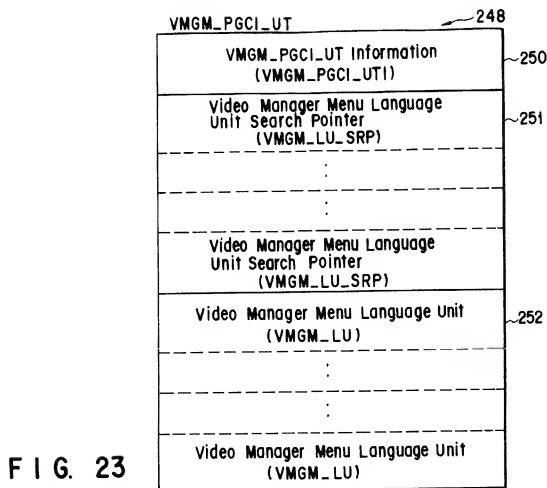 VMGM_PGCI_UT
248
VMGM_PGCI_UT Information
(VMGM_PGCI_UTI)
250
Video Manager Menu Language
Unit Search Pointer
(VMGM_LU_SRP)
251
Video Manager Menu Language
Unit Search Pointer
(VMGM_LU_SRP)
Video Manager Menu Language Unit
(VMGM_LU)
252
Video Manager Menu Language Unit
(VMGM_LU)
FIG. 23